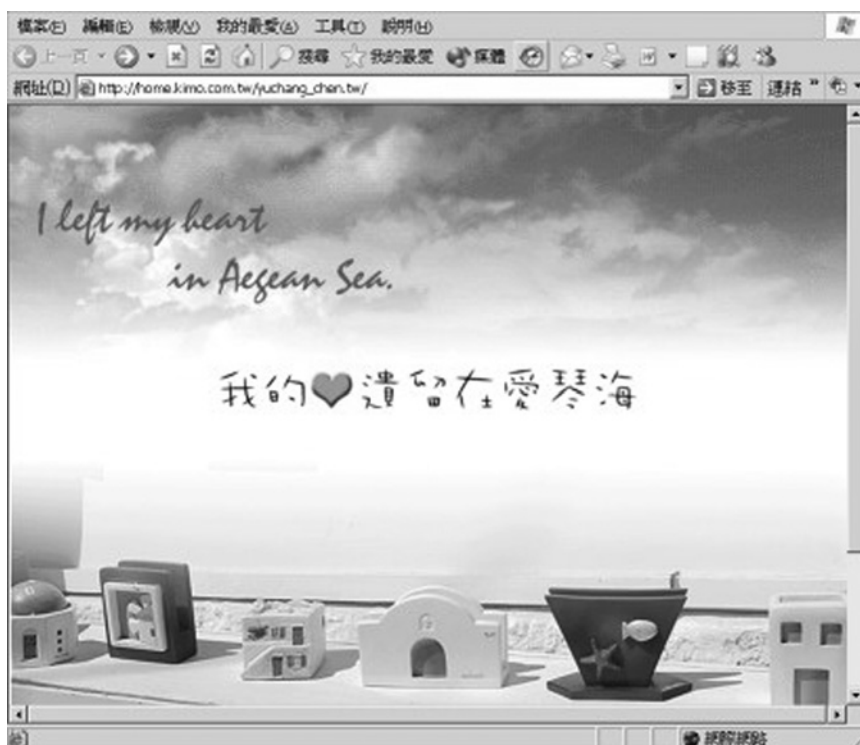 檔案(F) 編輯(E) 檢視(V) 我的最愛(A) 工具(T) 說明(H)
上一頁 搜尋 我的最愛 媒體
網址(D) http://home.kimo.com.tw/yuchang_chen.tw/ 移至 連結 »
I left my heart
in Aegean Sea.
我的❤遺留在愛琴海
網際網路